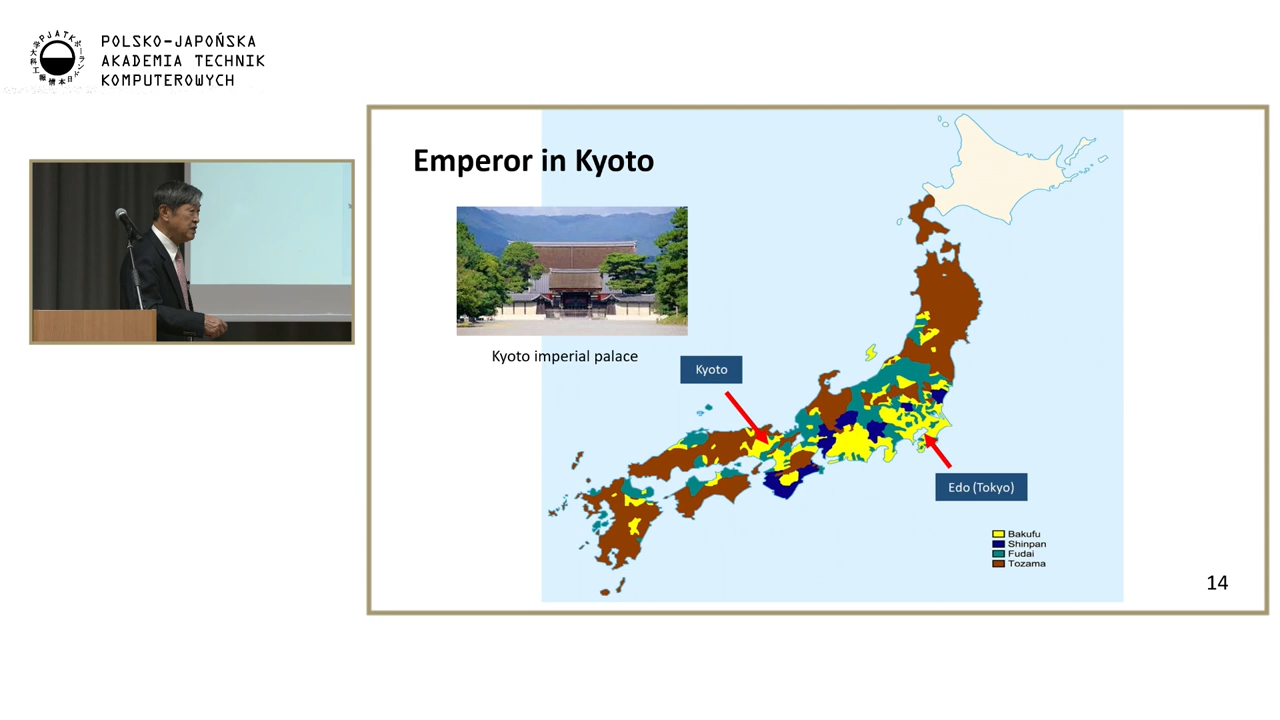 POLSKO-JAPOŃSKA
AKADEMIA TECHNIK
KOMPUTEROWYCH
PJATK
Emperor in Kyoto
Kyoto imperial palace
Kyoto
Edo (Tokyo)
Bakufu
Shinpan
Fudai
Tozama
14